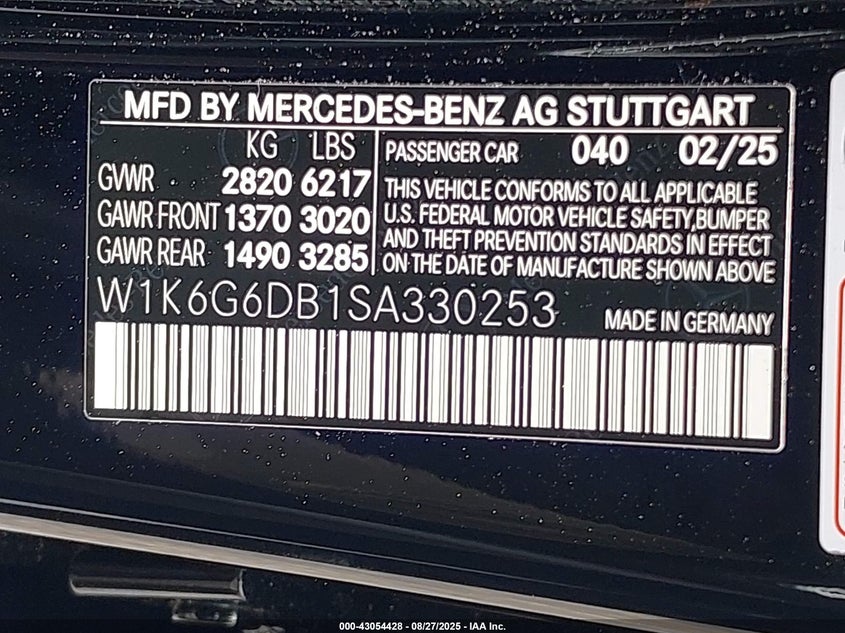 MFD BY MERCEDES-BENZ AG STUTTGART
KG LBS
GVWR 2820 6217
GAWR FRONT 1370 3020
GAWR REAR 1490 3285
PASSENGER CAR 040 02/25
THIS VEHICLE CONFORMS TO ALL APPLICABLE
U.S. FEDERAL MOTOR VEHICLE SAFETY,BUMPER
AND THEFT PREVENTION STANDARDS IN EFFECT
ON THE DATE OF MANUFACTURE SHOWN ABOVE
W1K6G6DB1SA330253
MADE IN GERMANY
000-43054428 - 08/27/2025 - IAA Inc.